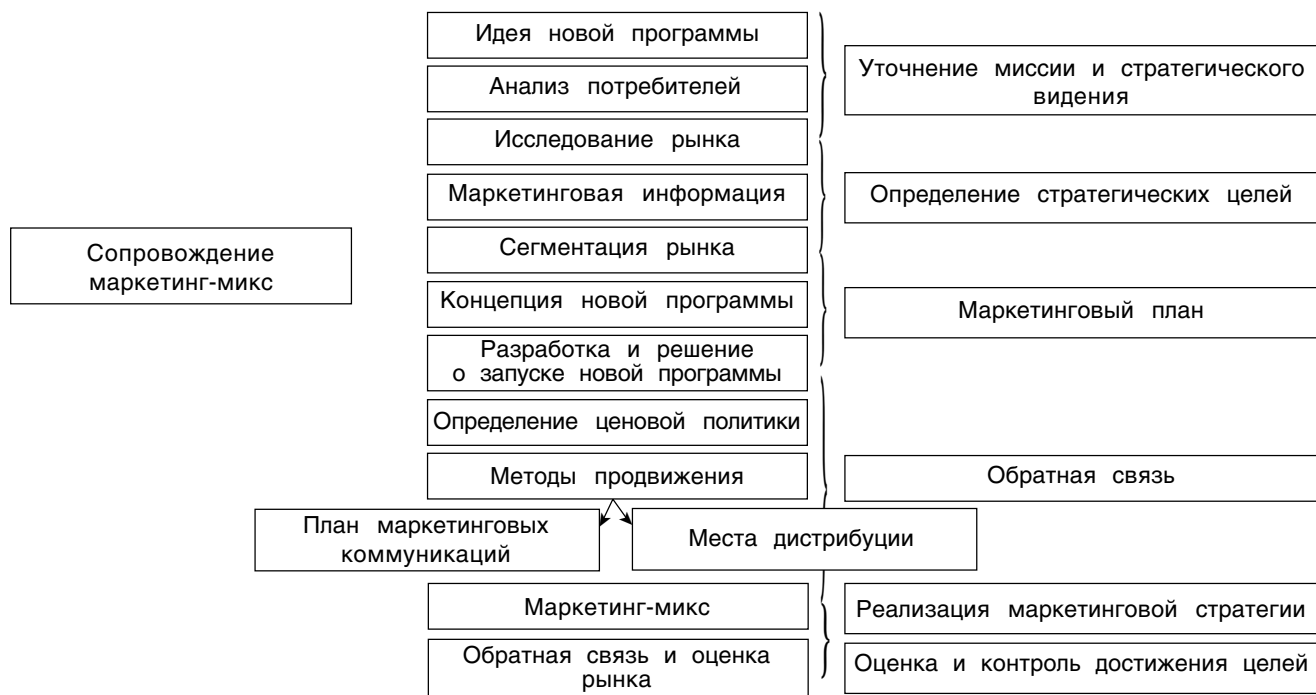 Идея новой программы
Анализ потребителей
Исследование рынка
Маркетинговая информация
Сегментация рынка
Концепция новой программы
Разработка и решение
о запуске новой программы
Определение ценовой политики
Методы продвижения
План маркетинговых
коммуникаций
Места дистрибуции
Маркетинг-микс
Обратная связь и оценка
рынка
Сопровождение
маркетинг-микс
Уточнение миссии и стратегического
видения
Определение стратегических целей
Маркетинговый план
Обратная связь
Реализация маркетинговой стратегии
Оценка и контроль достижения целей